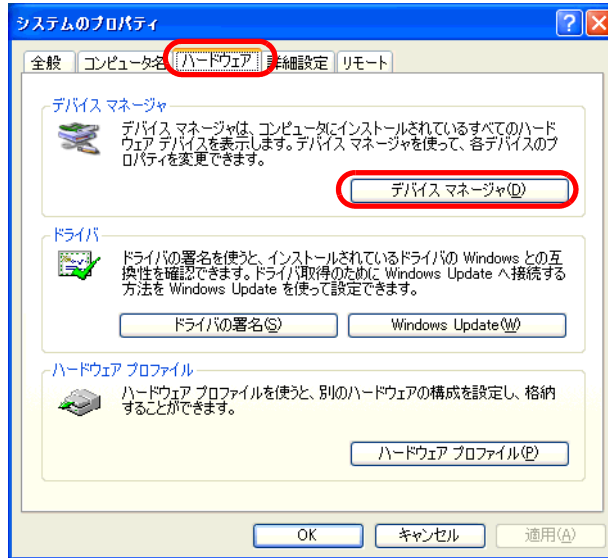 システムのプロパティ
全般 コンピュータ名 ハードウェア 詳細設定 リモート
デバイス マネージャ
デバイス マネージャは、コンピュータにインストールされているすべてのハード
ウェア デバイスを表示します。デバイス マネージャを使って、各デバイスのプ
ロパティを変更できます。
デバイス マネージャ(D)
ドライバ
ドライバの署名を使うと、インストールされているドライバの Windows との互
換性を確認できます。ドライバ取得のために Windows Update へ接続する
方法を Windows Update を使って設定できます。
ドライバの署名(S) Windows Update(W)
ハードウェア プロファイル
ハードウェア プロファイルを使うと、別のハードウェアの構成を設定し、格納
することができます。
ハードウェア プロファイル(P)
OK キャンセル 適用(A)